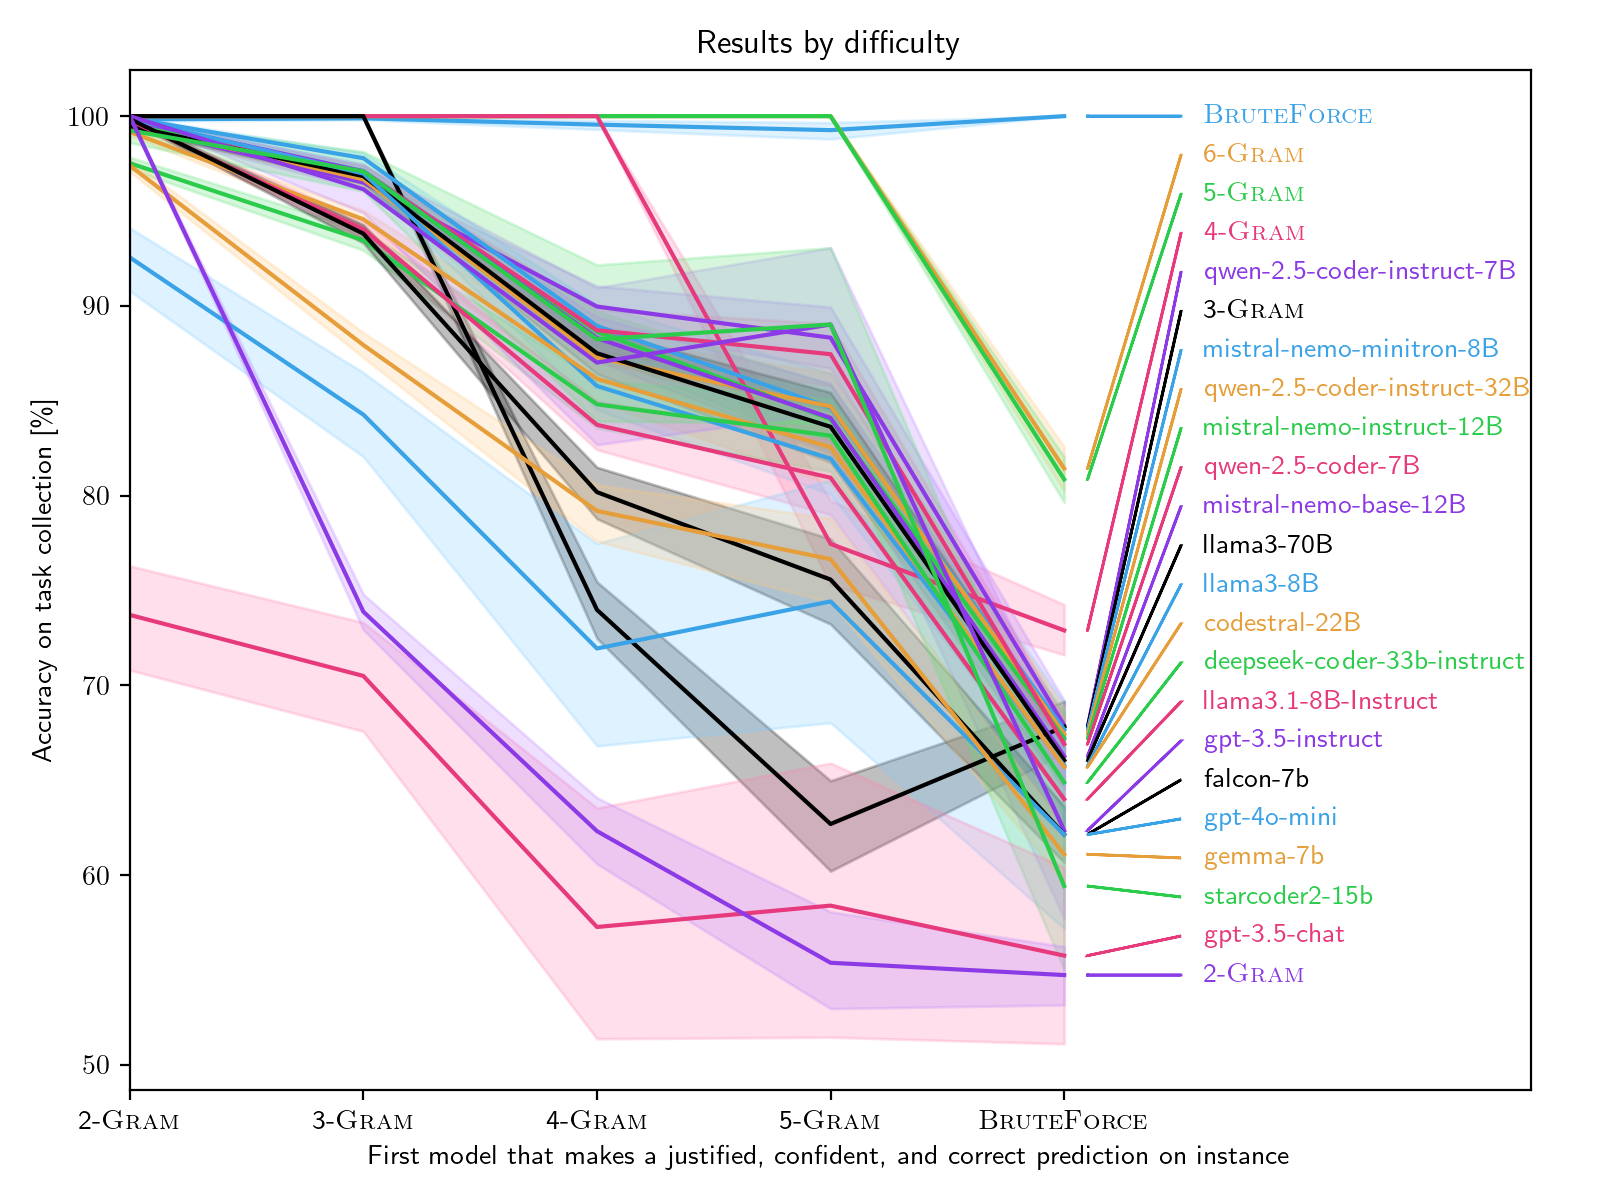 Results by difficulty
Accuracy on task collection [%]
100
90
80
70
60
50
BruteForce
6-Gram
5-Gram
4-Gram
qwen-2.5-coder-instruct-7B
3-Gram
mistral-nemo-minitron-8B
qwen-2.5-coder-instruct-32B
mistral-nemo-instruct-12B
qwen-2.5-coder-7B
mistral-nemo-base-12B
llama3-70B
llama3-8B
codestral-22B
deepseek-coder-33b-instruct
llama3.1-8B-Instruct
gpt-3.5-instruct
falcon-7b
gpt-4o-mini
gemma-7b
starcoder2-15b
gpt-3.5-chat
2-Gram
2-Gram 3-Gram 4-Gram 5-Gram BruteForce
First model that makes a justified, confident, and correct prediction on instance